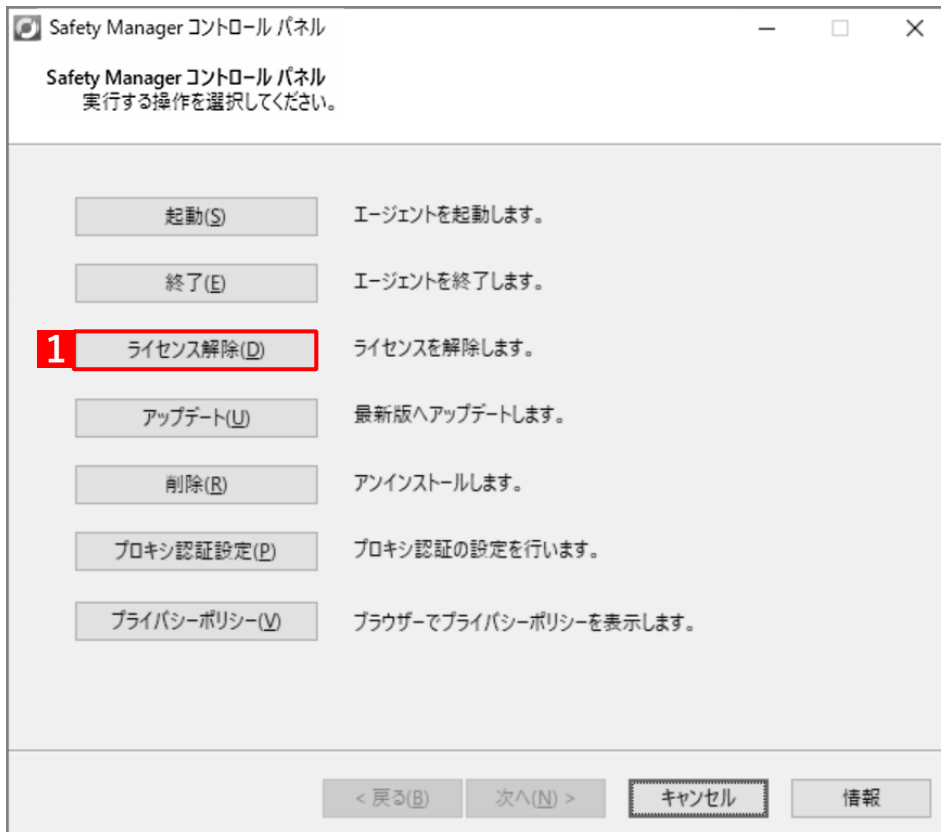 Safety Manager コントロール パネル
Safety Manager コントロール パネル
実行する操作を選択してください。
起動(S) エージェントを起動します。
終了(E) エージェントを終了します。
1 ライセンス解除(D) ライセンスを解除します。
アップデート(U) 最新版へアップデートします。
削除(R) アンインストールします。
プロキシ認証設定(P) プロキシ認証の設定を行います。
プライバシーポリシー(V) ブラウザーでプライバシーポリシーを表示します。
< 戻る(B) 次へ(N) > キャンセル 情報